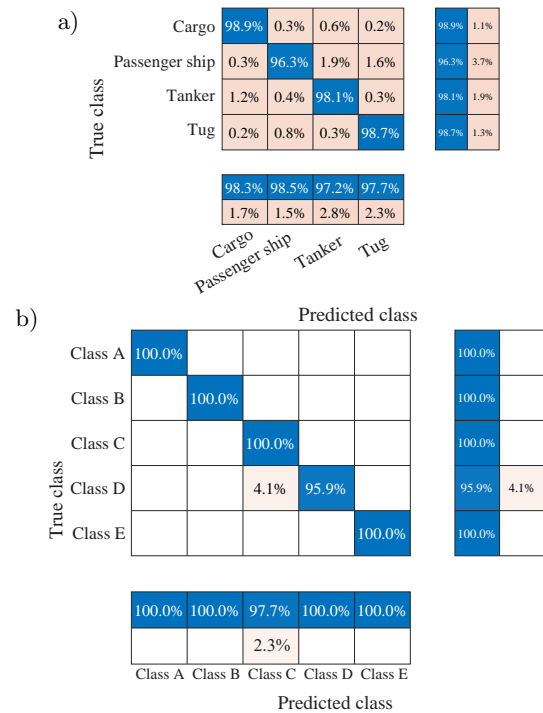 a)
True class
Cargo 98.9% 0.3% 0.6% 0.2% 98.9% 1.1%
Passenger ship 0.3% 96.3% 1.9% 1.6% 96.3% 3.7%
Tanker 1.2% 0.4% 98.1% 0.3% 98.1% 1.9%
Tug 0.2% 0.8% 0.3% 98.7% 98.7% 1.3%
98.3% 98.5% 97.2% 97.7%
1.7% 1.5% 2.8% 2.3%
Cargo Passenger ship Tanker Tug
Predicted class
b)
True class
Class A 100.0% 100.0%
Class B 100.0% 100.0%
Class C 100.0% 100.0%
Class D 4.1% 95.9% 95.9% 4.1%
Class E 100.0% 100.0%
100.0% 100.0% 97.7% 100.0% 100.0%
2.3%
Class A Class B Class C Class D Class E
Predicted class